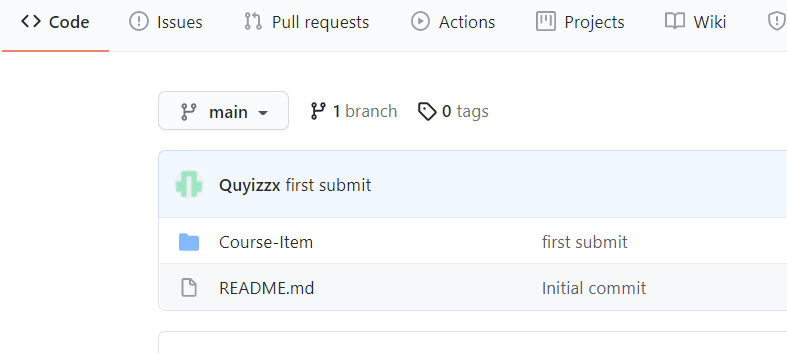 Code Issues Pull requests Actions Projects Wiki
main 1 branch 0 tags
Quyizzx first submit
Course-Item first submit
README.md Initial commit